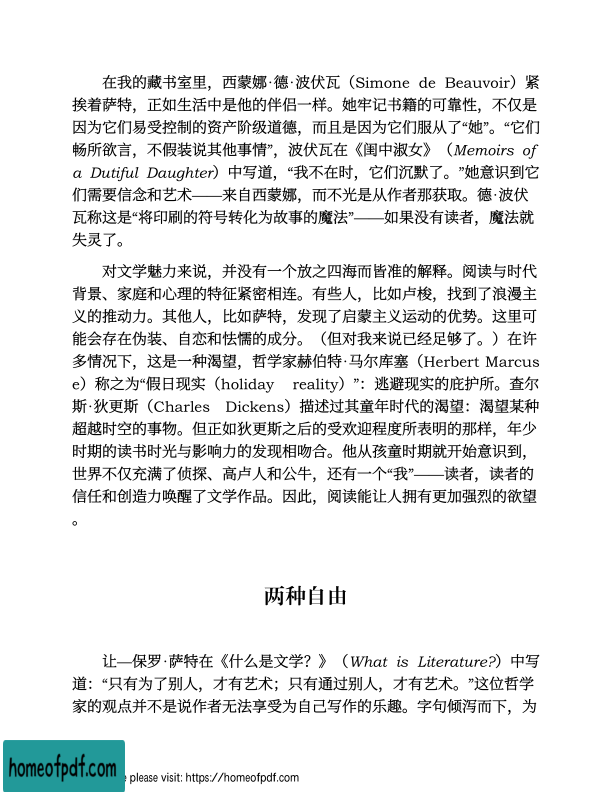 在我的藏书室里，西蒙娜·德·波伏瓦（Simone de Beauvoir）紧
挨着萨特，正如生活中是他的伴侣一样。她牢记书籍的可靠性，不仅是
因为它们易受控制的资产阶级道德，而且是因为它们服从了“她”。“它们
畅所欲言，不假装说其他事情”，波伏瓦在《闺中淑女》（Memoirs of
a Dutiful Daughter）中写道，“我不在时，它们沉默了。”她意识到它
们需要信念和艺术——来自西蒙娜，而不光是从作者那获取。德·波伏
瓦称这是“将印刷的符号转化为故事的魔法”——如果没有读者，魔法就
失灵了。
对文学魅力来说，并没有一个放之四海而皆准的解释。阅读与时代
背景、家庭和心理的特征紧密相连。有些人，比如卢梭，找到了浪漫主
义的推动力。其他人，比如萨特，发现了启蒙主义运动的优势。这里可
能会存在伪装、自恋和怯懦的成分。（但对我来说已经足够了。）在许
多情况下，这是一种渴望，哲学家赫伯特·马尔库塞（Herbert Marcus
e）称之为“假日现实（holiday reality）”：逃避现实的庇护所。查尔
斯·狄更斯（Charles Dickens）描述过其童年时代的渴望：渴望某种
超越时空的事物。但正如狄更斯之后的受欢迎程度所表明的那样，年少
时期的读书时光与影响力的发现相吻合。他从孩童时期就开始意识到，
世界不仅充满了侦探、高卢人和公牛，还有一个“我”——读者，读者的
信任和创造力唤醒了文学作品。因此，阅读能让人拥有更加强烈的欲望
。
两种自由
让—保罗·萨特在《什么是文学？》（What is Literature?）中写
道：“只有为了别人，才有艺术；只有通过别人，才有艺术。”这位哲学
家的观点并不是说作者无法享受为自己写作的乐趣。字句倾泻而下，为
homeofpdf.com
e please visit: https://homeofpdf.com